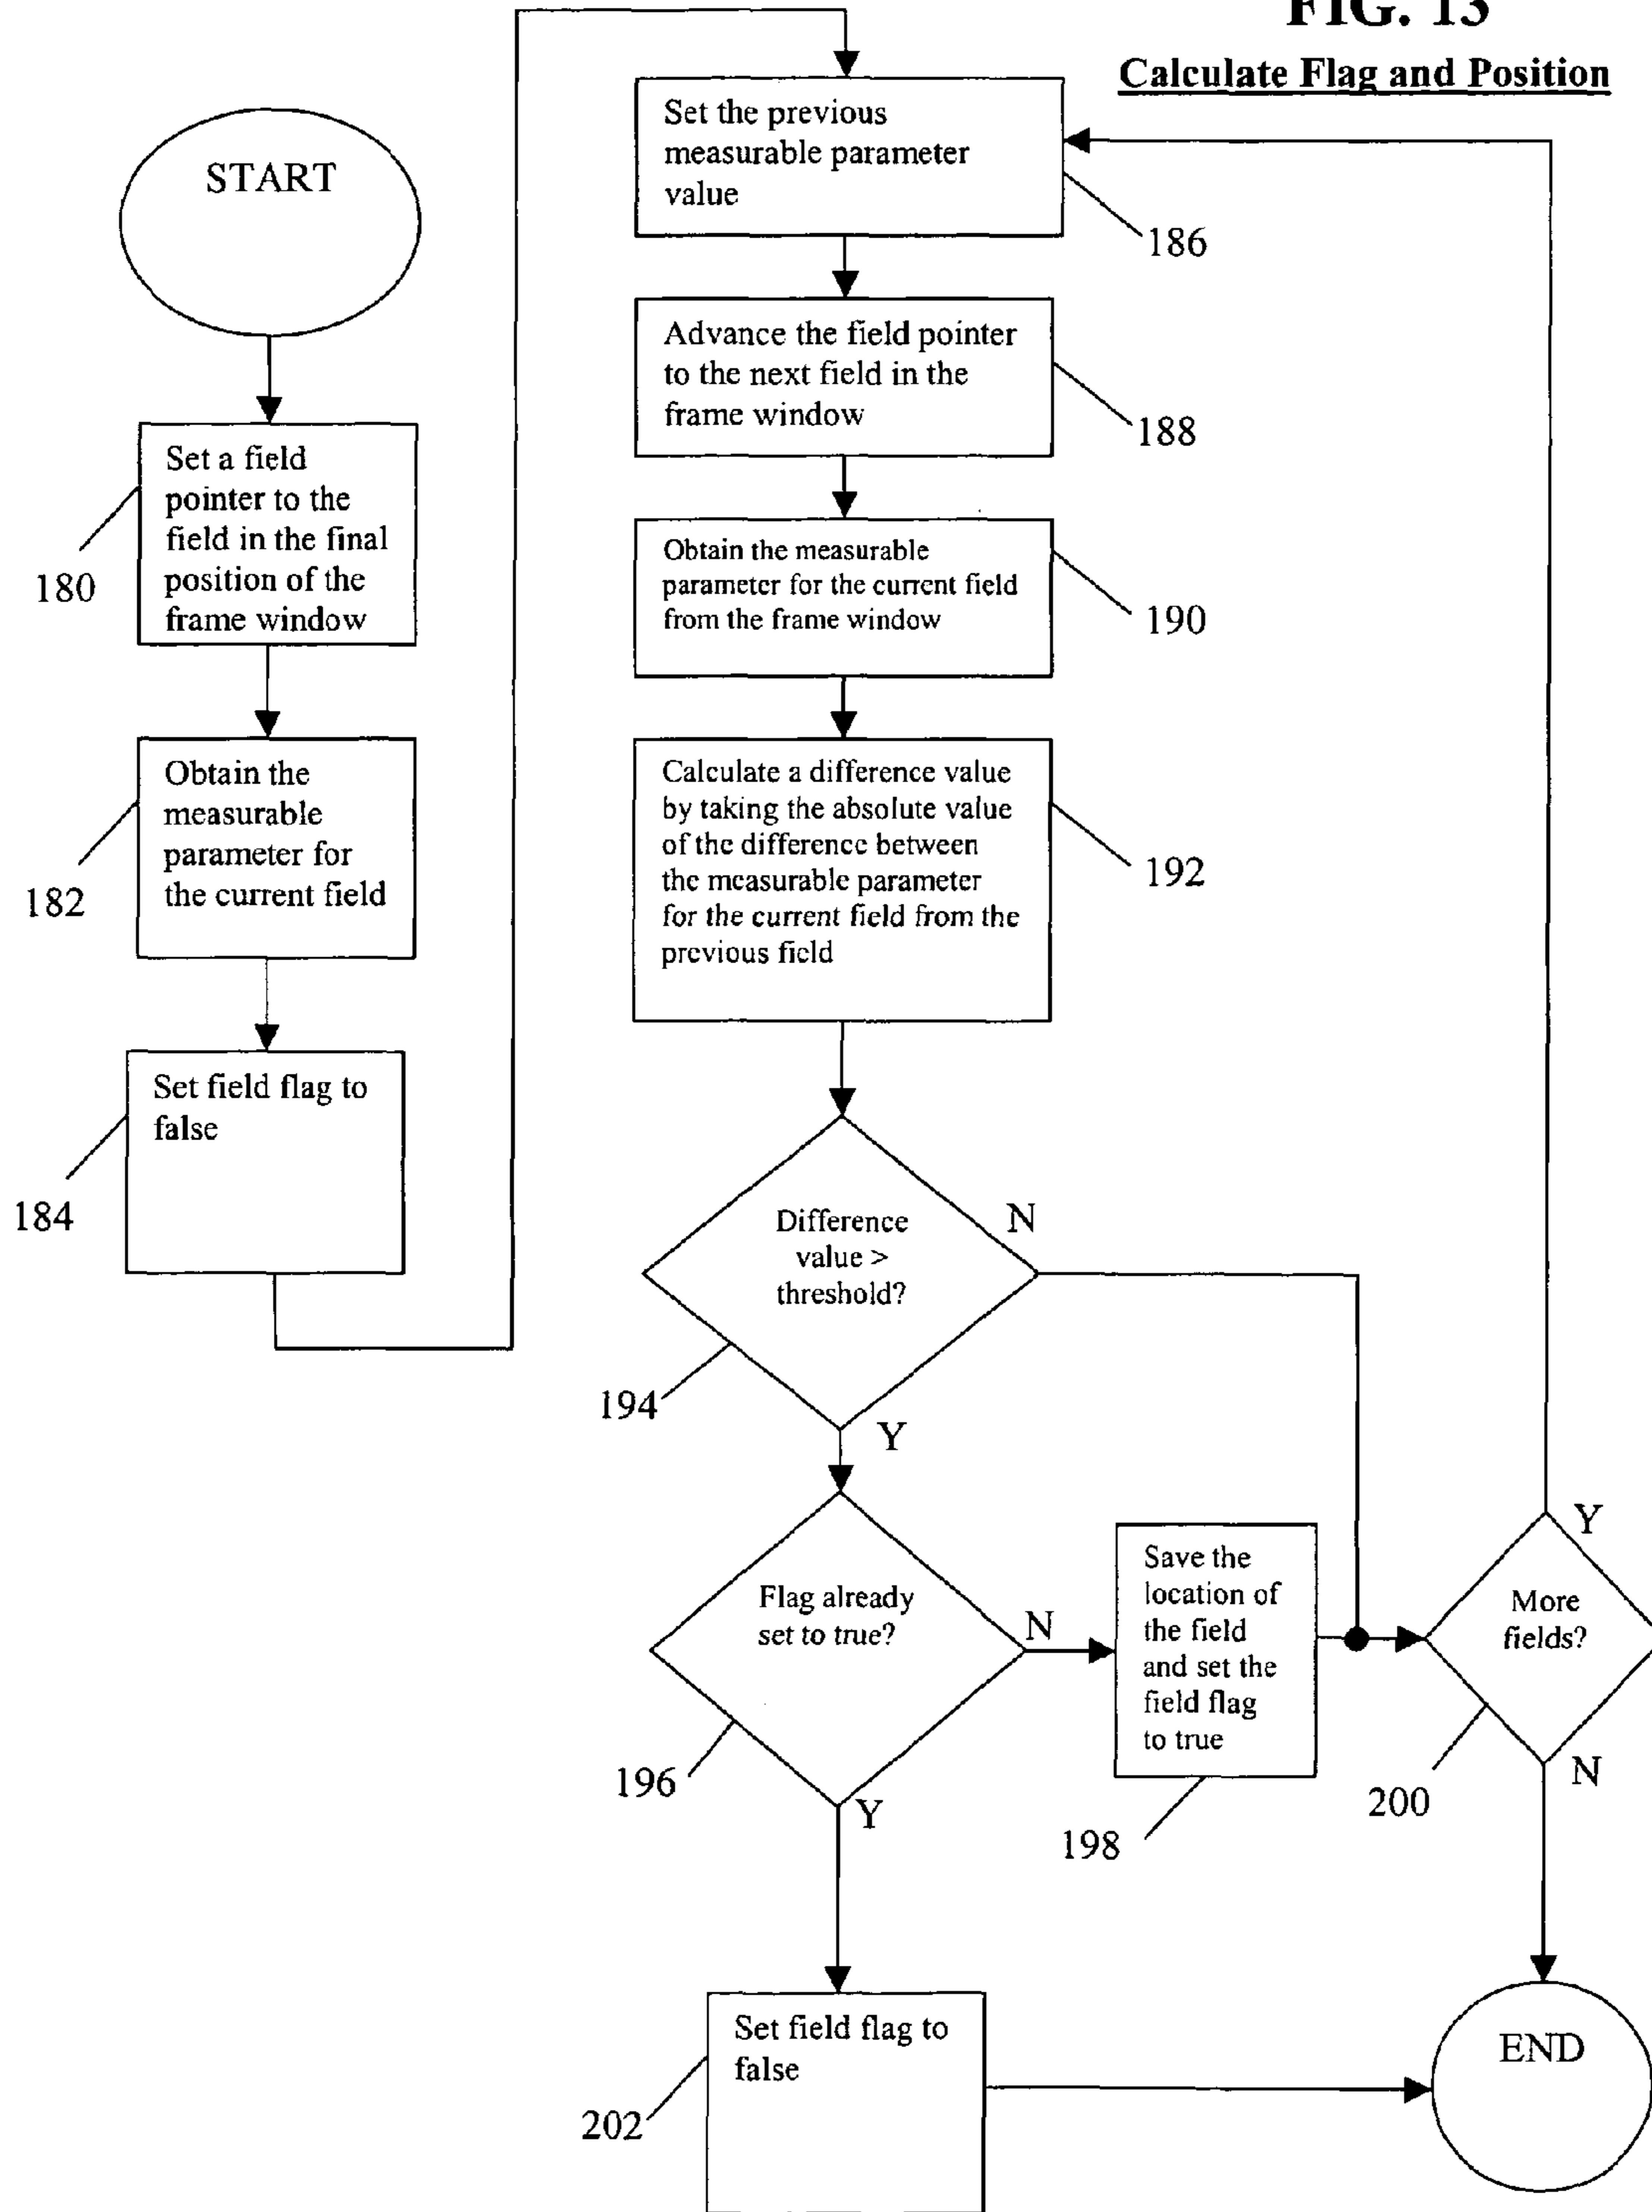 FIG. 13
Calculate Flag and Position
START
Set a field
pointer to the
field in the final
position of the
frame window
180
Obtain the
measurable
parameter for
the current field
182
Set field flag to
false
184
Set the previous
measurable parameter
value
186
Advance the field pointer
to the next field in the
frame window
188
Obtain the measurable
parameter for the current field
from the frame window
190
Calculate a difference value
by taking the absolute value
of the difference between
the measurable parameter
for the current field from the
previous field
192
Difference
value >
threshold?
N
194
Y
Flag already
set to true?
N
196
Y
Save the
location of
the field
and set the
field flag
to true
198
More
fields?
Y
200
N
Set field flag to
false
202
END